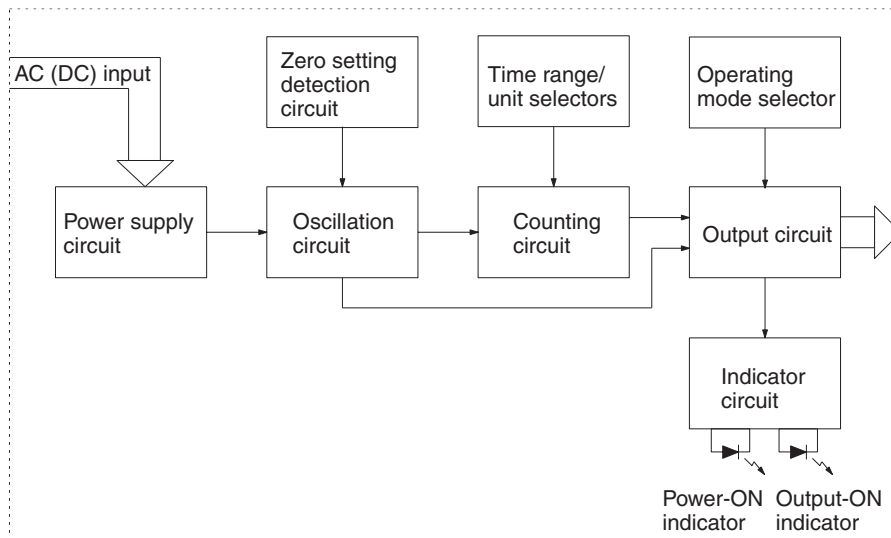 AC (DC) input
Zero setting
detection
circuit
Time range/
unit selectors
Operating
mode selector
Power supply
circuit
Oscillation
circuit
Counting
circuit
Output circuit
Indicator
circuit
Power-ON
indicator
Output-ON
indicator